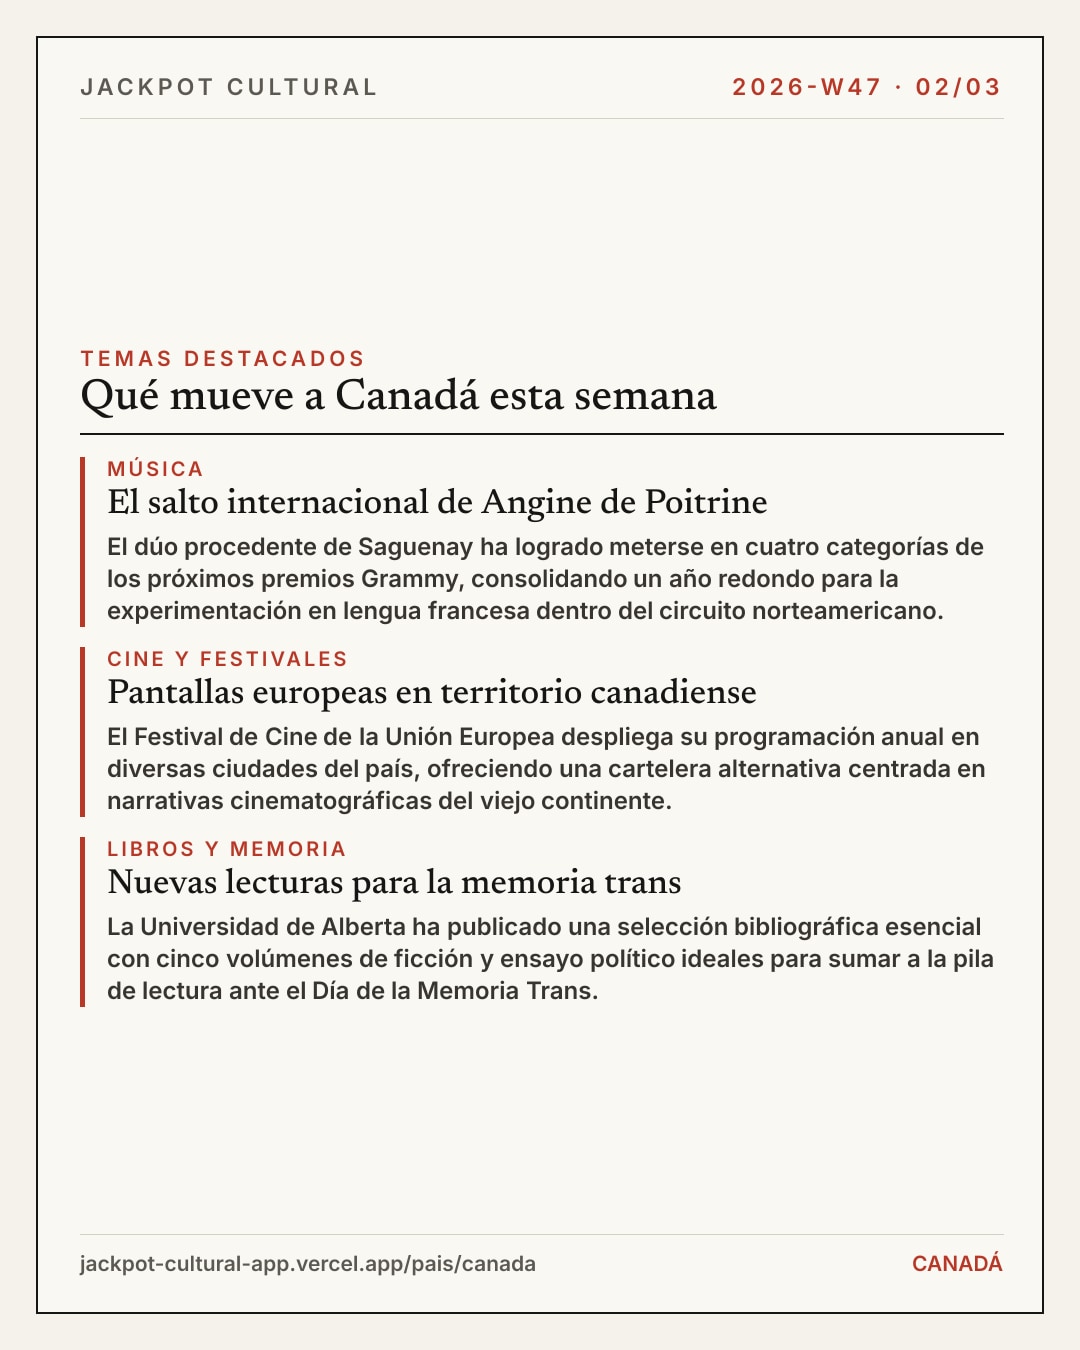 JACKPOT CULTURAL
2026-W47 · 02/03
TEMAS DESTACADOS
Qué mueve a Canadá esta semana
MÚSICA
El salto internacional de Angine de Poitrine
El dúo procedente de Saguenay ha logrado meterse en cuatro categorías de
los próximos premios Grammy, consolidando un año redondo para la
experimentación en lengua francesa dentro del circuito norteamericano.
CINE Y FESTIVALES
Pantallas europeas en territorio canadiense
El Festival de Cine de la Unión Europea despliega su programación anual en
diversas ciudades del país, ofreciendo una cartelera alternativa centrada en
narrativas cinematográficas del viejo continente.
LIBROS Y MEMORIA
Nuevas lecturas para la memoria trans
La Universidad de Alberta ha publicado una selección bibliográfica esencial
con cinco volúmenes de ficción y ensayo político ideales para sumar a la pila
de lectura ante el Día de la Memoria Trans.
jackpot-cultural-app.vercel.app/pais/canada
CANADÁ